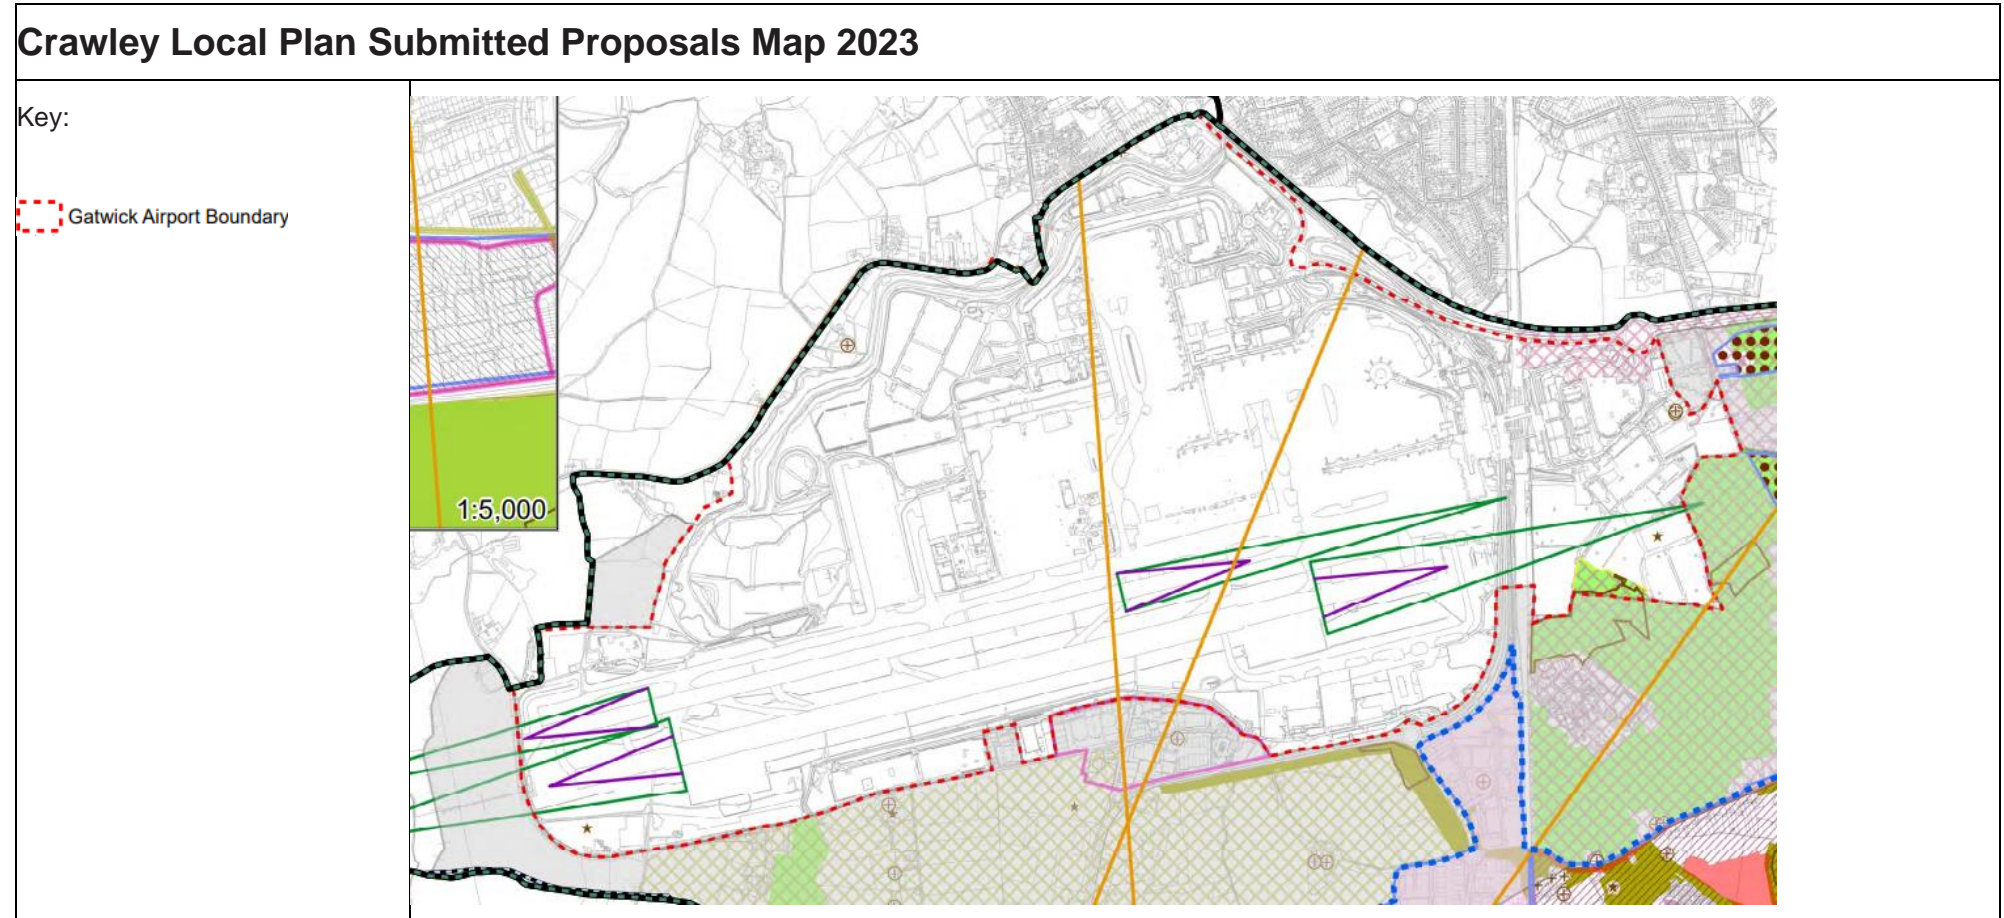 Crawley Local Plan Submitted Proposals Map 2023
Key:
Gatwick Airport Boundary
1:5,000